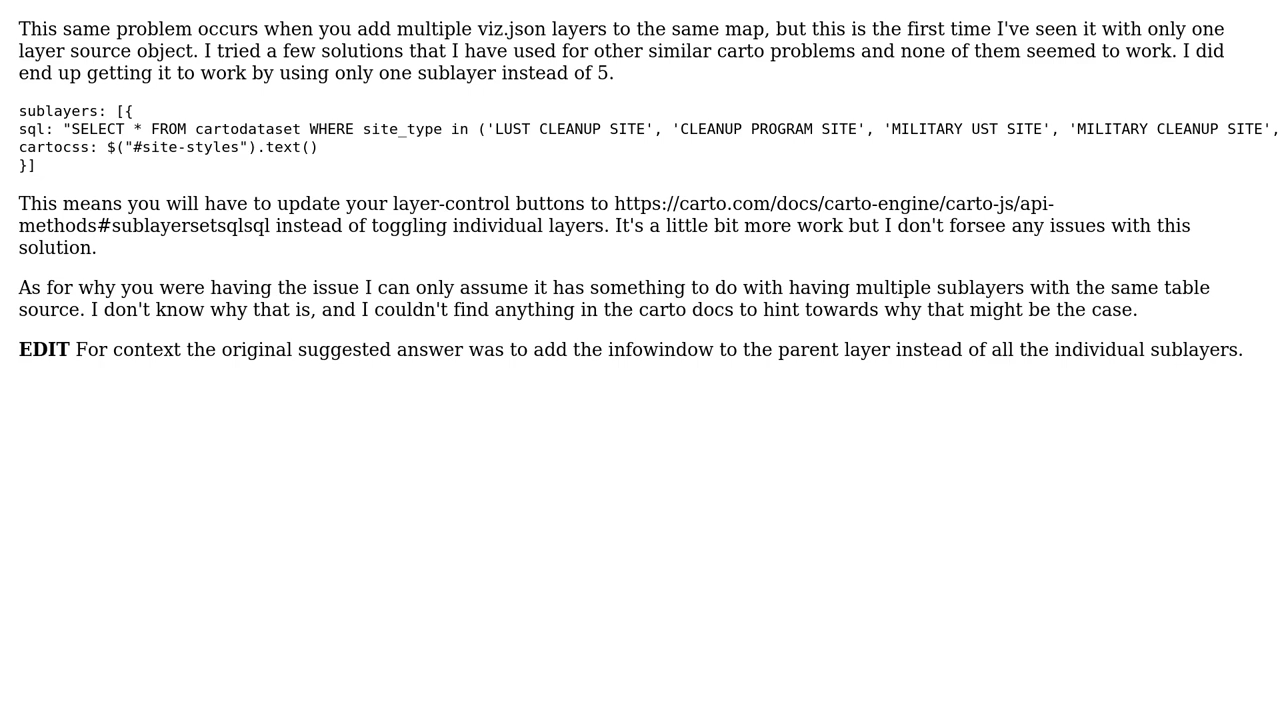 This same problem occurs when you add multiple viz.json layers to the same map, but this is the first time I've seen it with only one
layer source object. I tried a few solutions that I have used for other similar carto problems and none of them seemed to work. I did
end up getting it to work by using only one sublayer instead of 5.
sublayers: [{
sql: "SELECT * FROM cartodataset WHERE site_type in ('LUST CLEANUP SITE', 'CLEANUP PROGRAM SITE', 'MILITARY UST SITE', 'MILITARY CLEANUP SITE',
cartocss: $("#site-styles").text()
}]
This means you will have to update your layer-control buttons to https://carto.com/docs/carto-engine/carto-js/api-
methods#sublayersetsqlsql instead of toggling individual layers. It's a little bit more work but I don't forsee any issues with this
solution.
As for why you were having the issue I can only assume it has something to do with having multiple sublayers with the same table
source. I don't know why that is, and I couldn't find anything in the carto docs to hint towards why that might be the case.
EDIT For context the original suggested answer was to add the infowindow to the parent layer instead of all the individual sublayers.